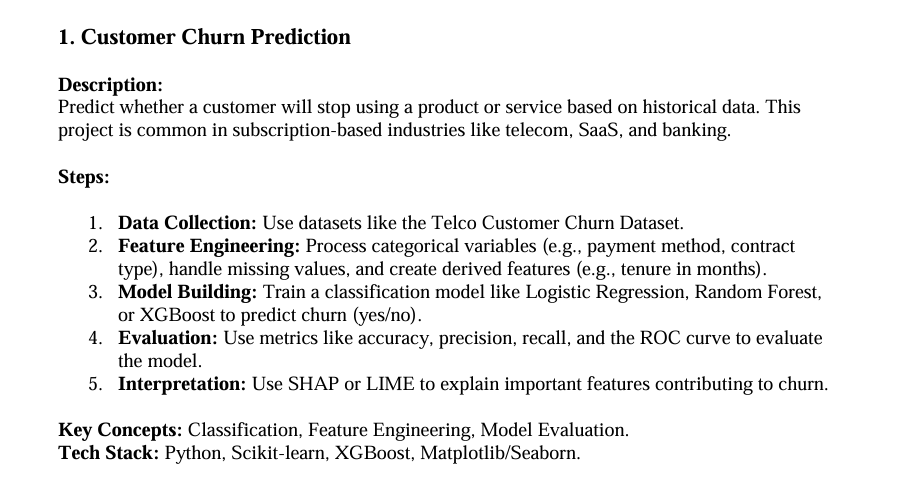 1. Customer Churn Prediction
Description:
Predict whether a customer will stop using a product or service based on historical data. This
project is common in subscription-based industries like telecom, SaaS, and banking.
Steps:
1. Data Collection: Use datasets like the Telco Customer Churn Dataset.
2. Feature Engineering: Process categorical variables (e.g., payment method, contract
type), handle missing values, and create derived features (e.g., tenure in months).
3. Model Building: Train a classification model like Logistic Regression, Random Forest,
or XGBoost to predict churn (yes/no).
4. Evaluation: Use metrics like accuracy, precision, recall, and the ROC curve to evaluate
the model.
5. Interpretation: Use SHAP or LIME to explain important features contributing to churn.
Key Concepts: Classification, Feature Engineering, Model Evaluation.
Tech Stack: Python, Scikit-learn, XGBoost, Matplotlib/Seaborn.